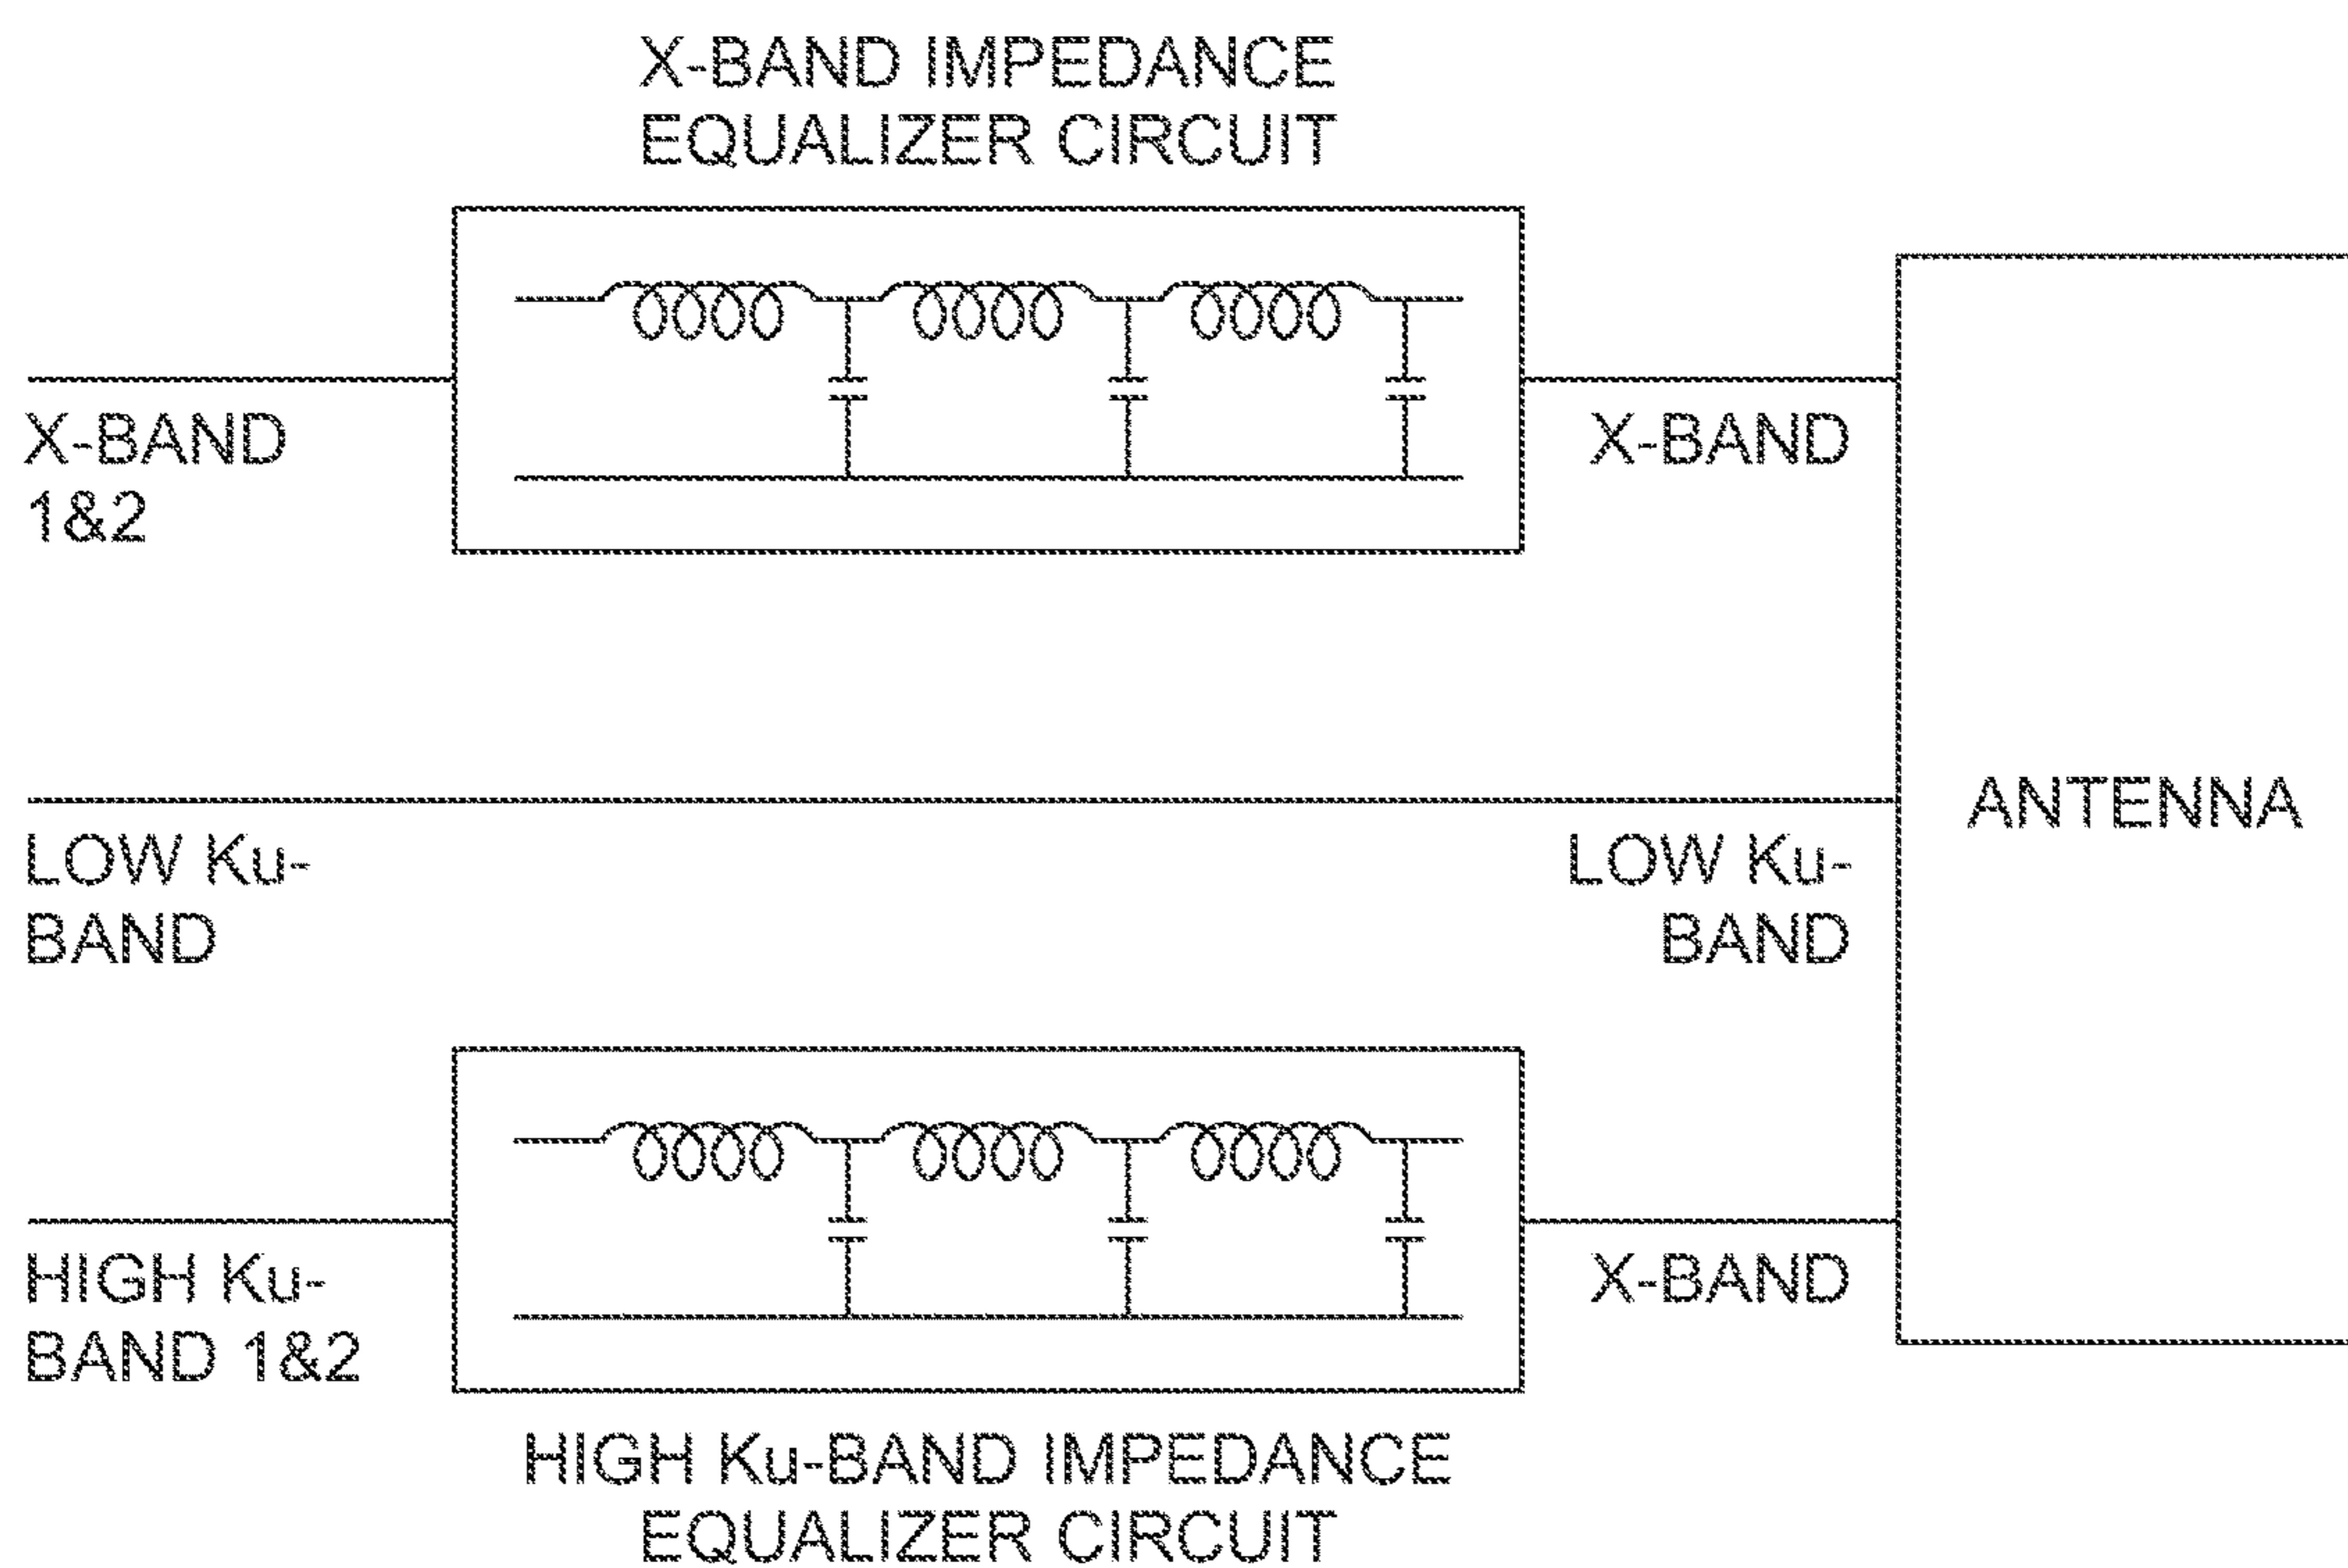 X-BAND IMPEDANCE
EQUALIZER CIRCUIT
X-BAND
1&2
X-BAND
LOW Ku-
BAND
LOW Ku-
BAND
ANTENNA
HIGH Ku-
BAND 1&2
X-BAND
HIGH Ku-BAND IMPEDANCE
EQUALIZER CIRCUIT